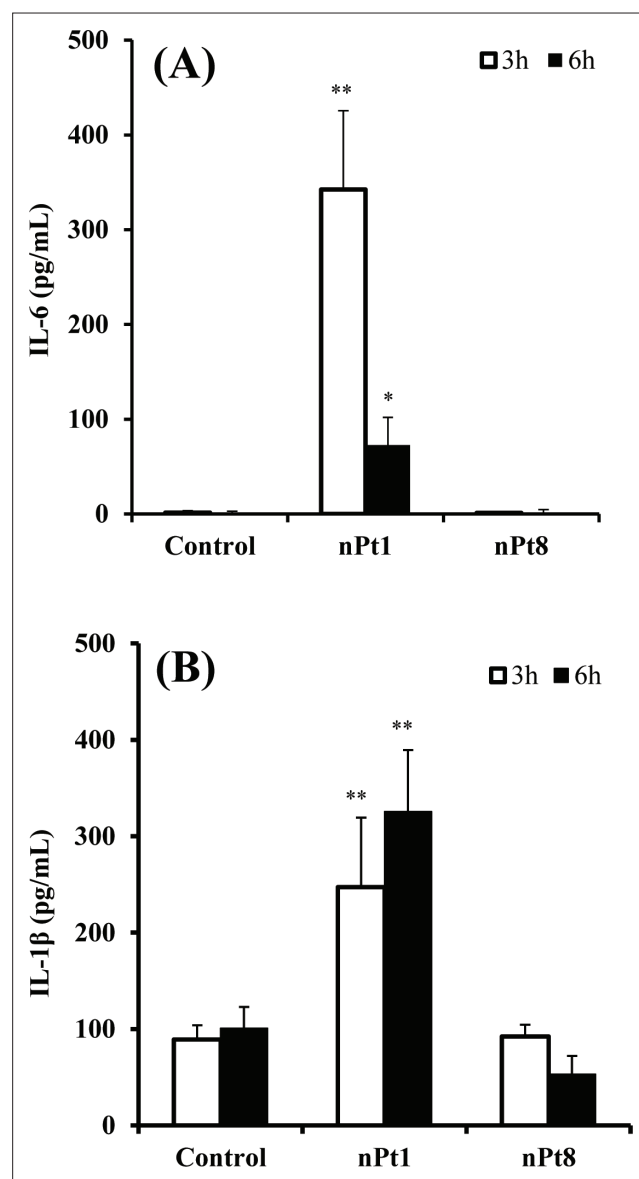 (A)
3h 6h
IL-6 (pg/mL)
500
400
300
200
100
0
**
*
Control nPt1 nPt8
(B)
3h 6h
IL-1β (pg/mL)
500
400
300
200
100
0
**
**
Control nPt1 nPt8